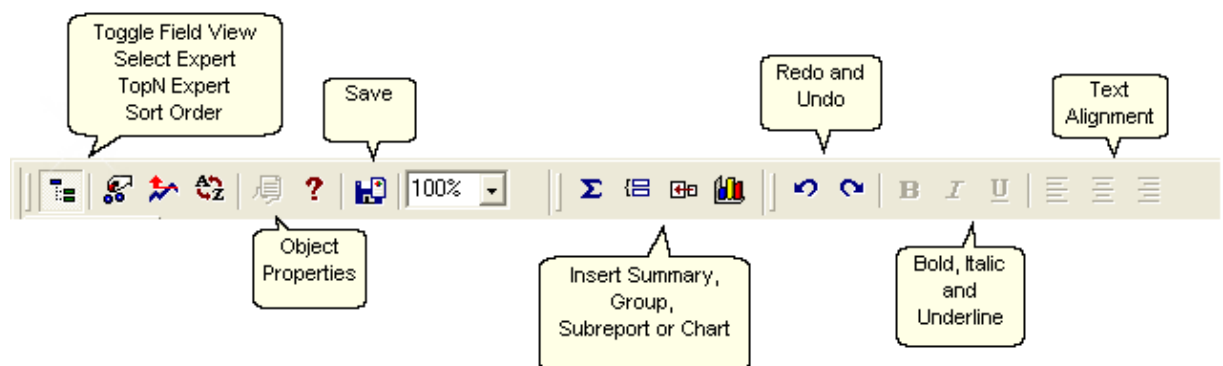 Toggle Field View
Select Expert
TopN Expert
Sort Order
Save
Redo and
Undo
Text
Alignment
A
Z
?
100%
Σ
B
I
U
Object
Properties
Insert Summary,
Group,
Subreport or Chart
Bold, Italic
and
Underline